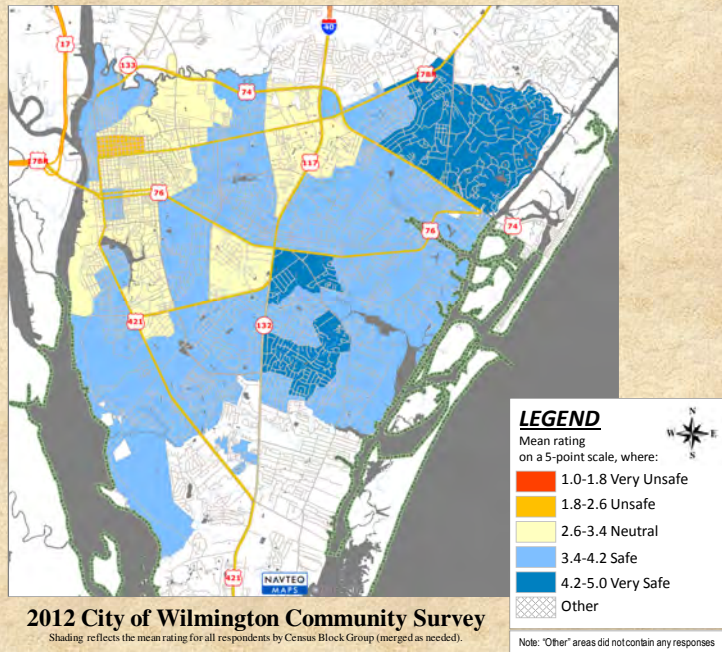 40
17
133
74
117
76
76
74
421
132
421
NAVTEQ
MAPS
LEGEND
Mean rating
on a 5-point scale, where:
N
W E
S
1.0-1.8 Very Unsafe
1.8-2.6 Unsafe
2.6-3.4 Neutral
3.4-4.2 Safe
4.2-5.0 Very Safe
Other
2012 City of Wilmington Community Survey
Shading reflects the mean rating for all respondents by Census Block Group (merged as needed).
Note: "Other" areas did not contain any responses